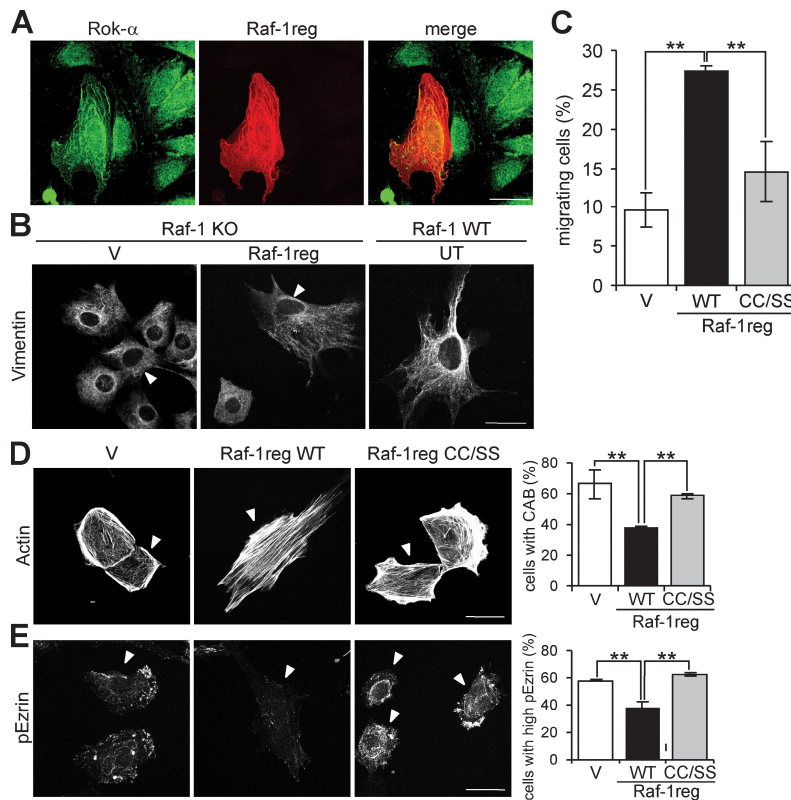 A
Rok-α
Raf-1reg
merge
B
Raf-1 KO
Raf-1 WT
V
Raf-1reg
UT
Vimentin
C
migrating cells (%)
30
25
20
15
10
5
0
**
**
V
WT
CC/SS
Raf-1reg
D
V
Raf-1reg WT
Raf-1reg CC/SS
Actin
cells with CAB (%)
80
60
40
20
0
**
**
V
WT
CC/SS
Raf-1reg
E
pEzrin
cells with high pEzrin (%)
80
60
40
20
0
**
**
V
WT
CC/SS
Raf-1reg